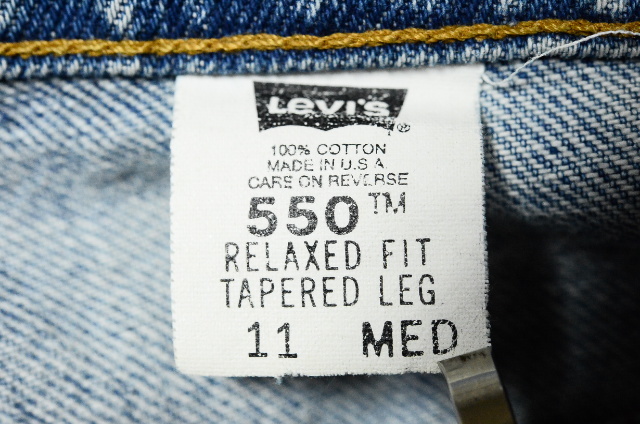 Levi's ®
100% COTTON
MADE IN U.S.A
CARE ON REVERSE
550™
RELAXED FIT
TAPERED LEG
11 MED